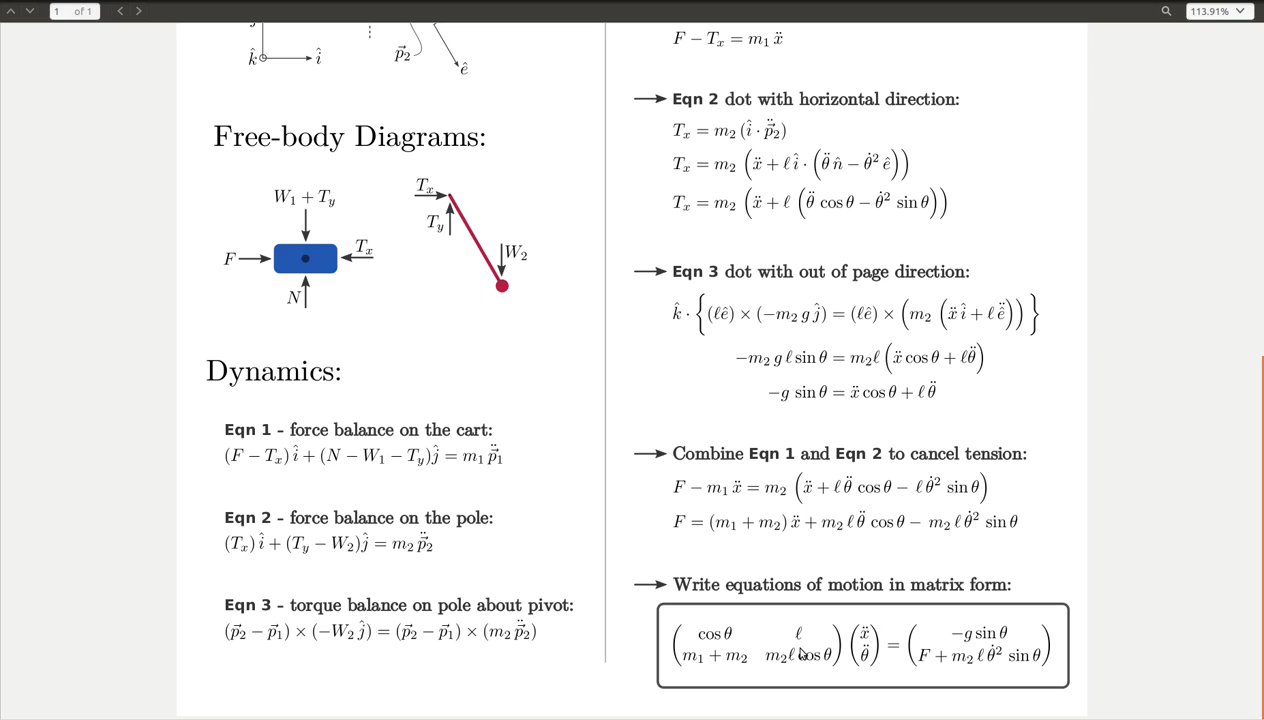 1 of 1
113.91%
k̂ î
p⃗₂ ê
Free-body Diagrams:
W₁ + T_y
F
T_x
N
T_x
T_y
W₂
Dynamics:
Eqn 1 - force balance on the cart:
(F − T_x) î + (N − W₁ − T_y) ĵ = m₁ p̈⃗₁
Eqn 2 - force balance on the pole:
(T_x) î + (T_y − W₂) ĵ = m₂ p̈⃗₂
Eqn 3 - torque balance on pole about pivot:
(p⃗₂ − p⃗₁) × (−W₂ ĵ) = (p⃗₂ − p⃗₁) × (m₂ p̈⃗₂)
F − T_x = m₁ ẍ
Eqn 2 dot with horizontal direction:
T_x = m₂ (î · p̈⃗₂)
T_x = m₂ (ẍ + ℓ î · (θ̈ n̂ − θ̇² ê))
T_x = m₂ (ẍ + ℓ (θ̈ cos θ − θ̇² sin θ))
Eqn 3 dot with out of page direction:
k̂ · {(ℓê) × (−m₂ g ĵ) = (ℓê) × (m₂ (ẍ î + ℓ ê̈))}
−m₂ g ℓ sin θ = m₂ℓ (ẍ cos θ + ℓθ̈)
−g sin θ = ẍ cos θ + ℓ θ̈
Combine Eqn 1 and Eqn 2 to cancel tension:
F − m₁ ẍ = m₂ (ẍ + ℓ θ̈ cos θ − ℓ θ̇² sin θ)
F = (m₁ + m₂) ẍ + m₂ ℓ θ̈ cos θ − m₂ ℓ θ̇² sin θ
Write equations of motion in matrix form:
(cos θ ℓ) (ẍ) = (−g sin θ)
(m₁ + m₂ m₂ℓ cos θ) (θ̈) (F + m₂ ℓ θ̇² sin θ)